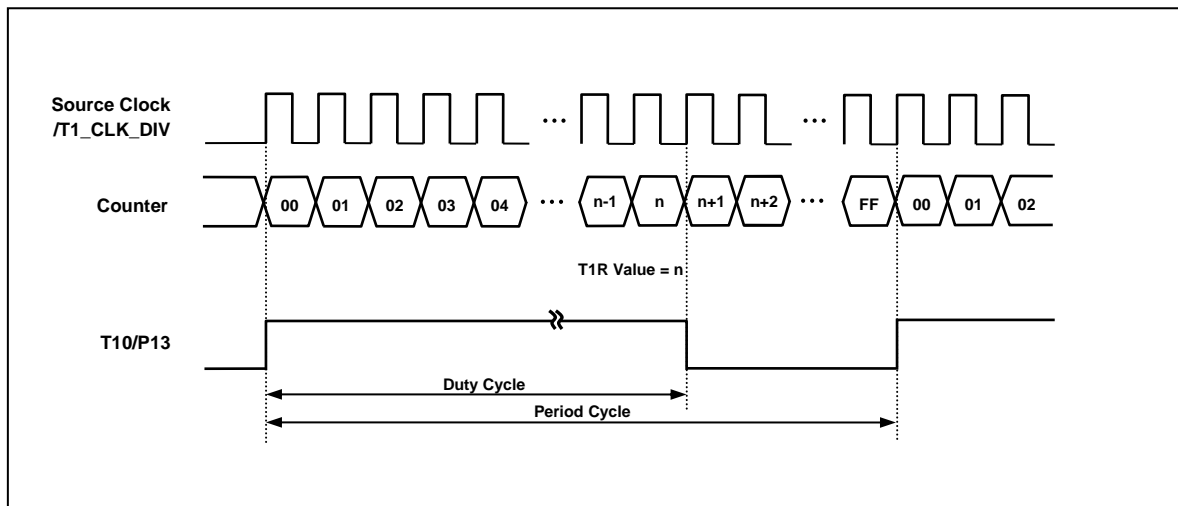 Source Clock
/T1_CLK_DIV
...
...
Counter
00 01 02 03 04 ... n-1 n n+1 n+2 ... FF 00 01 02
T1R Value = n
T10/P13
Duty Cycle
Period Cycle